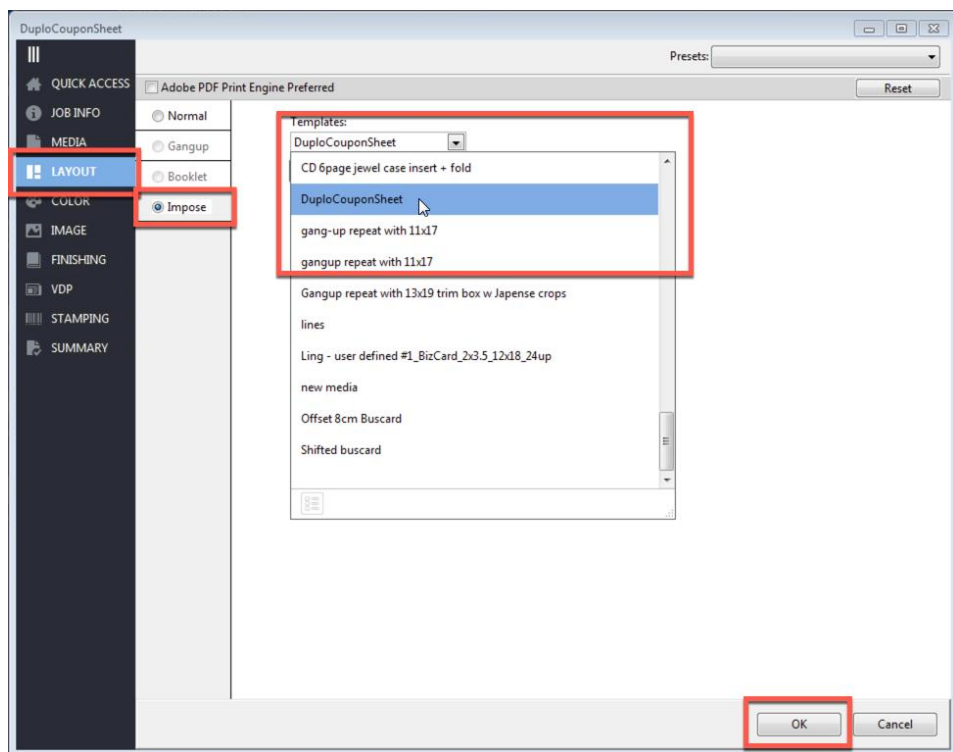 DuploCouponSheet
Presets:
QUICK ACCESS
Adobe PDF Print Engine Preferred
Reset
JOB INFO
Normal
Templates:
MEDIA
Gangup
DuploCouponSheet
LAYOUT
Booklet
CD 6page jewel case insert + fold
COLOR
Impose
DuploCouponSheet
IMAGE
gang-up repeat with 11x17
FINISHING
gangup repeat with 11x17
VDP
Gangup repeat with 13x19 trim box w Japense crops
STAMPING
lines
SUMMARY
Ling - user defined #1_BizCard_2x3.5_12x18_24up
new media
Offset 8cm Buscard
Shifted buscard
OK
Cancel